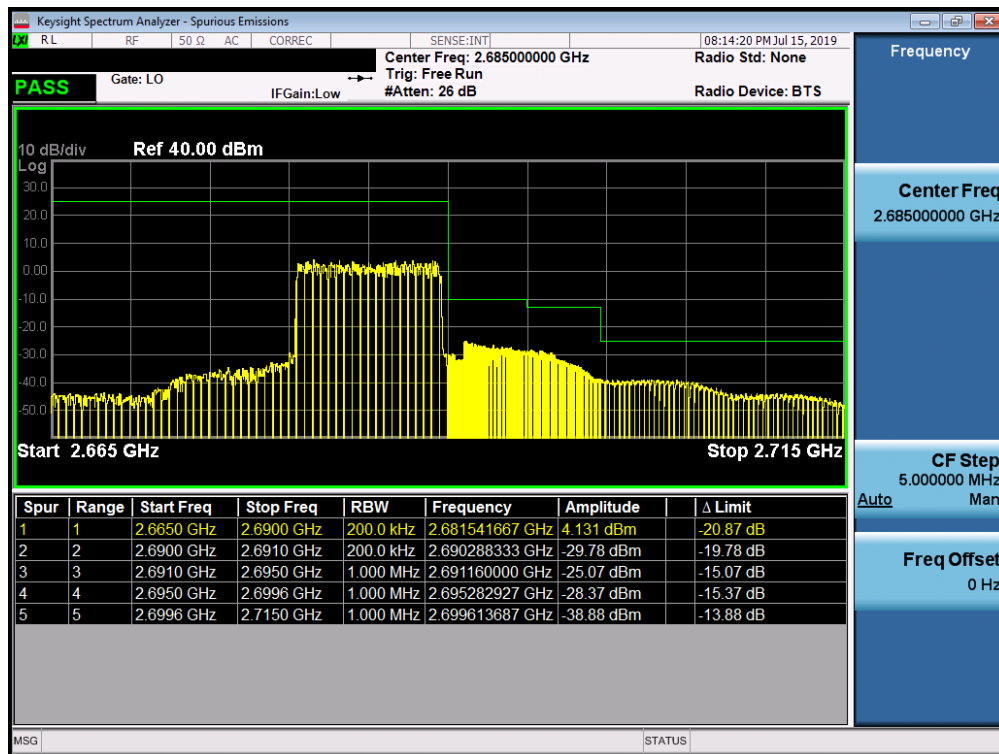 Keysight Spectrum Analyzer - Spurious Emissions
LXI RL RF 50 Ω AC CORREC SENSE:INT 08:14:20 PM Jul 15, 2019
Center Freq: 2.685000000 GHz Radio Std: None
Gate: LO Trig: Free Run
PASS IFGain:Low #Atten: 26 dB Radio Device: BTS
10 dB/div Ref 40.00 dBm
Log
30.0
20.0
10.0
0.00
-10.0
-20.0
-30.0
-40.0
-50.0
Start 2.665 GHz Stop 2.715 GHz
Spur Range Start Freq Stop Freq RBW Frequency Amplitude Δ Limit
1 1 2.6650 GHz 2.6900 GHz 200.0 kHz 2.681541667 GHz 4.131 dBm -20.87 dB
2 2 2.6900 GHz 2.6910 GHz 200.0 kHz 2.690288333 GHz -29.78 dBm -19.78 dB
3 3 2.6910 GHz 2.6950 GHz 1.000 MHz 2.691160000 GHz -25.07 dBm -15.07 dB
4 4 2.6950 GHz 2.6996 GHz 1.000 MHz 2.695282927 GHz -28.37 dBm -15.37 dB
5 5 2.6996 GHz 2.7150 GHz 1.000 MHz 2.699613687 GHz -38.88 dBm -13.88 dB
MSG STATUS
Frequency
Center Freq
2.685000000 GHz
CF Step
5.000000 MHz
Auto Man
Freq Offset
0 Hz